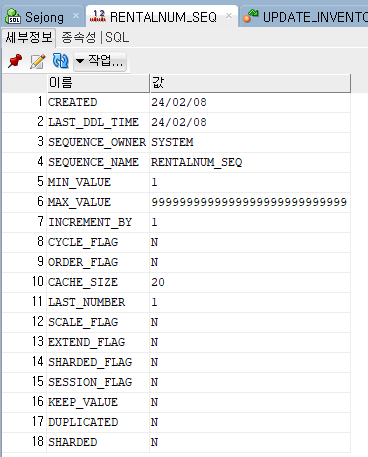 Sejong × RENTALNUM_SEQ × UPDATE_INVENTO
세부정보 | 종속성 | SQL
작업...
이름 값
1 CREATED 24/02/08
2 LAST_DDL_TIME 24/02/08
3 SEQUENCE_OWNER SYSTEM
4 SEQUENCE_NAME RENTALNUM_SEQ
5 MIN_VALUE 1
6 MAX_VALUE 9999999999999999999999999999
7 INCREMENT_BY 1
8 CYCLE_FLAG N
9 ORDER_FLAG N
10 CACHE_SIZE 20
11 LAST_NUMBER 1
12 SCALE_FLAG N
13 EXTEND_FLAG N
14 SHARDED_FLAG N
15 SESSION_FLAG N
16 KEEP_VALUE N
17 DUPLICATED N
18 SHARDED N